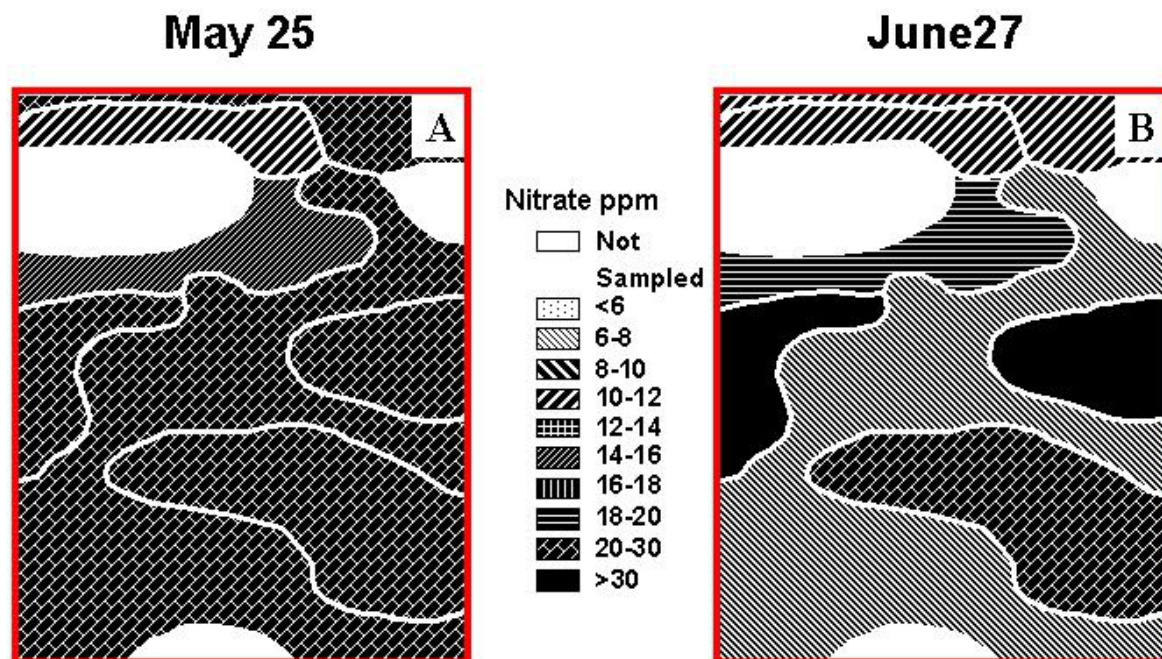 May 25
June27
A
B
Nitrate ppm
Not
Sampled
<6
6-8
8-10
10-12
12-14
14-16
16-18
18-20
20-30
>30